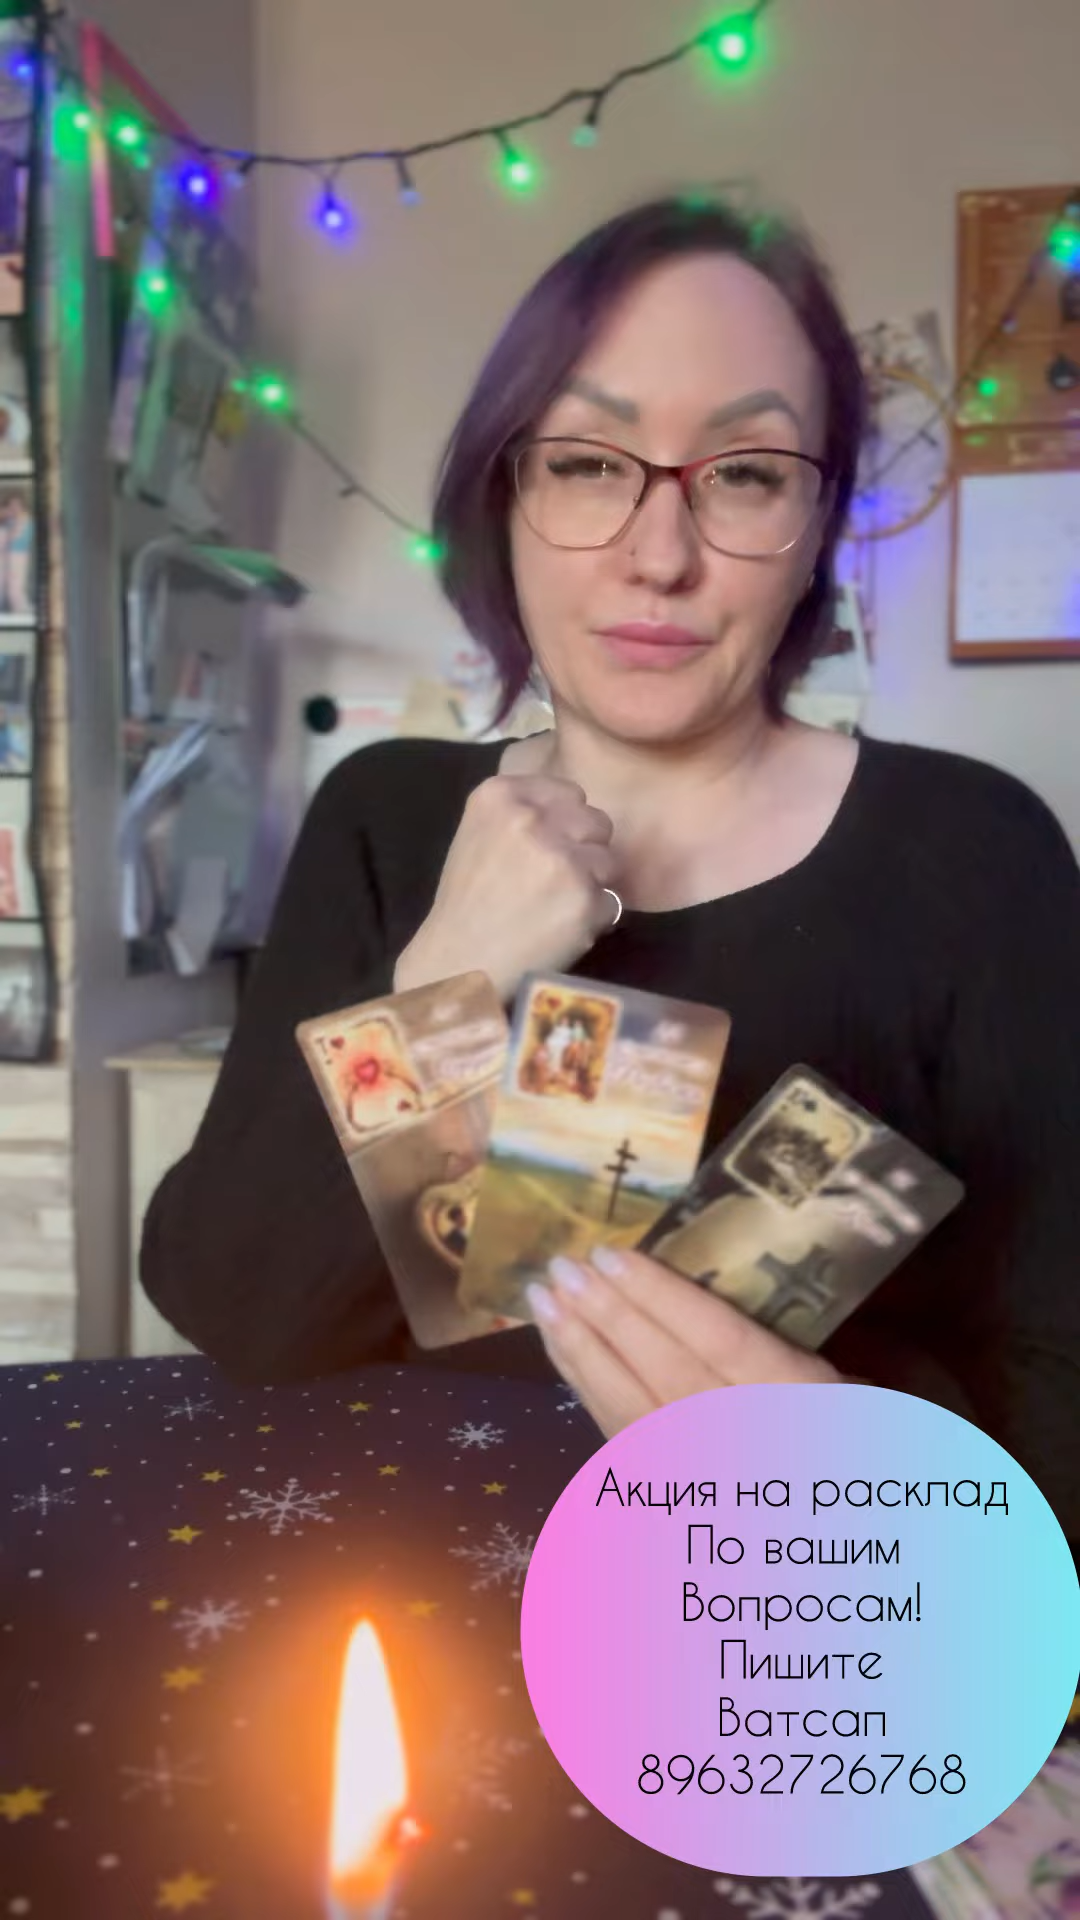 Акция на расклад
По вашим
Вопросам!
Пишите
Ватсап
89632726768